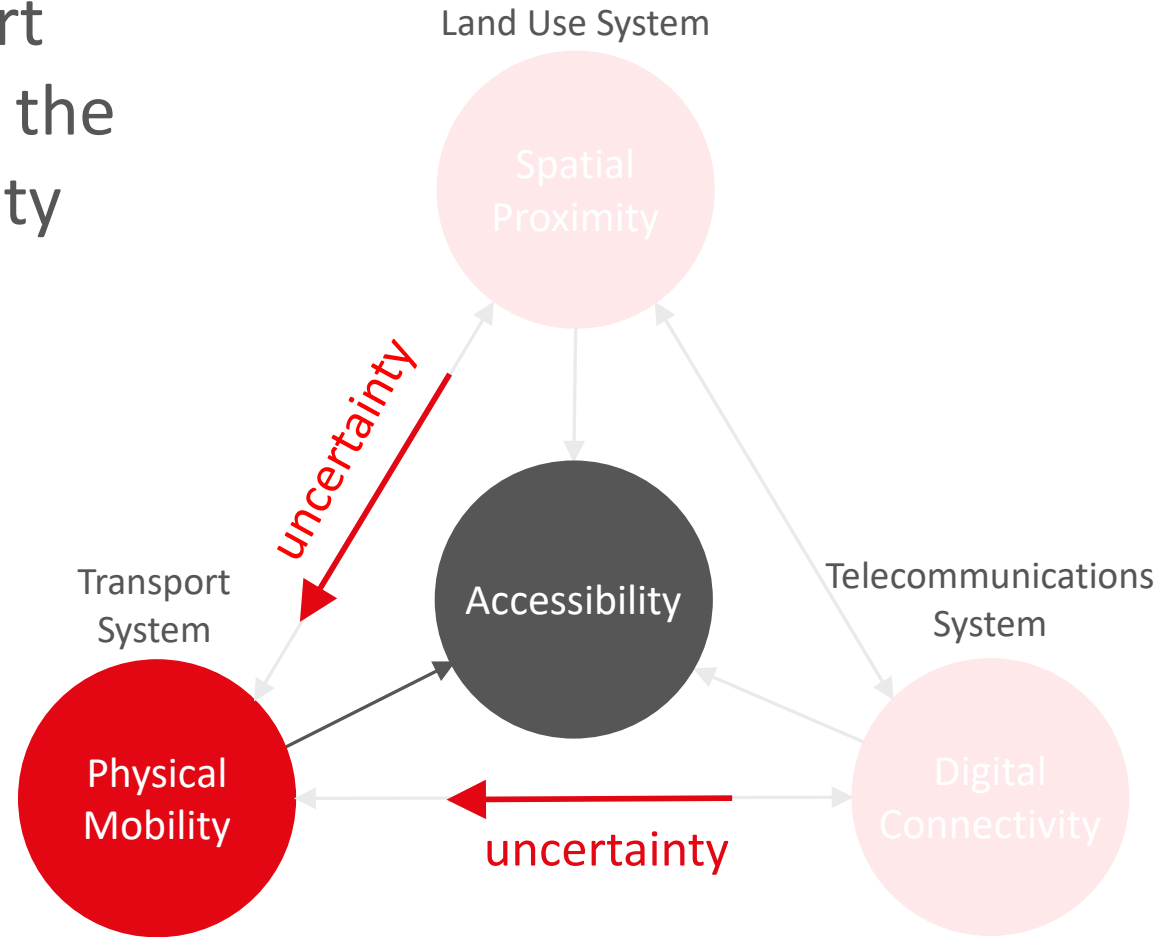 rt
the
ty
Land Use System
Spatial
Proximity
uncertainty
Accessibility
Transport
System
Telecommunications
System
Physical
Mobility
Digital
Connectivity
uncertainty